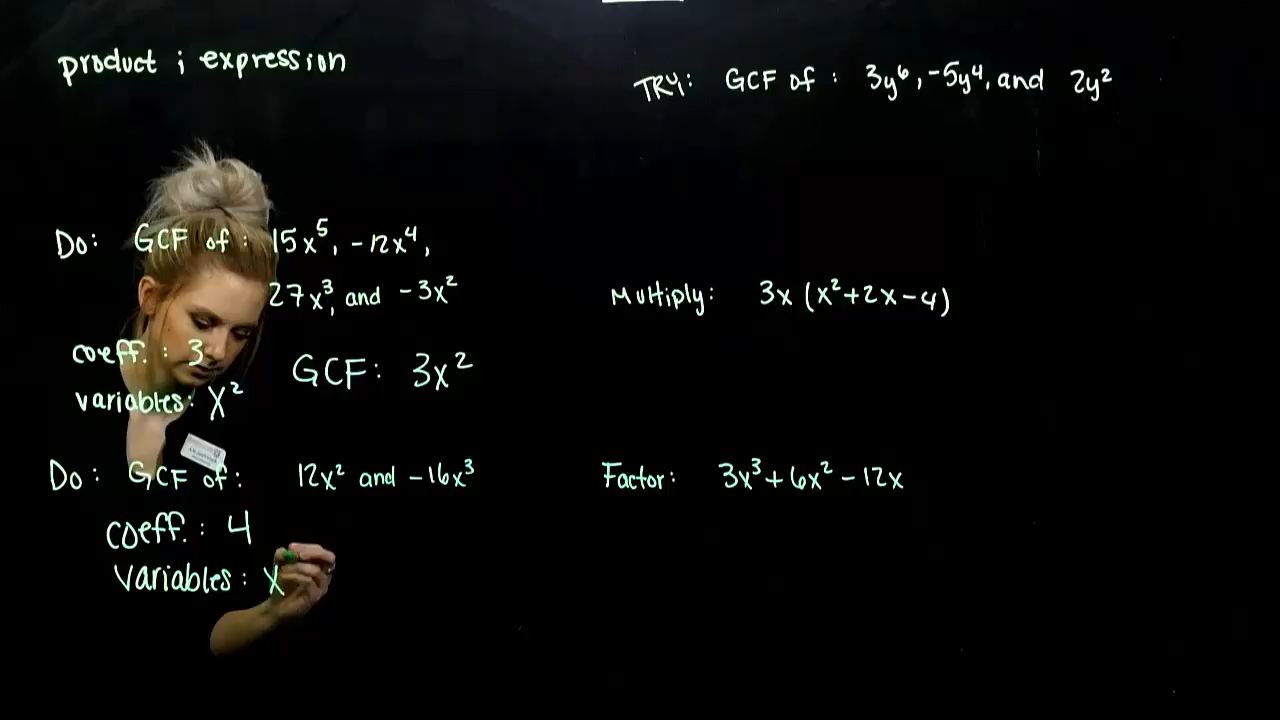 product ; expression
TRY: GCF of : 3y⁶, -5y⁴, and 2y²
Do: GCF of : 15x⁵, -12x⁴,
27x³, and -3x²
Multiply: 3x (x²+2x-4)
coeff. : 3
GCF: 3x²
variables: x²
Do: GCF of: 12x² and -16x³
Factor: 3x³+6x²-12x
coeff. : 4
variables: x